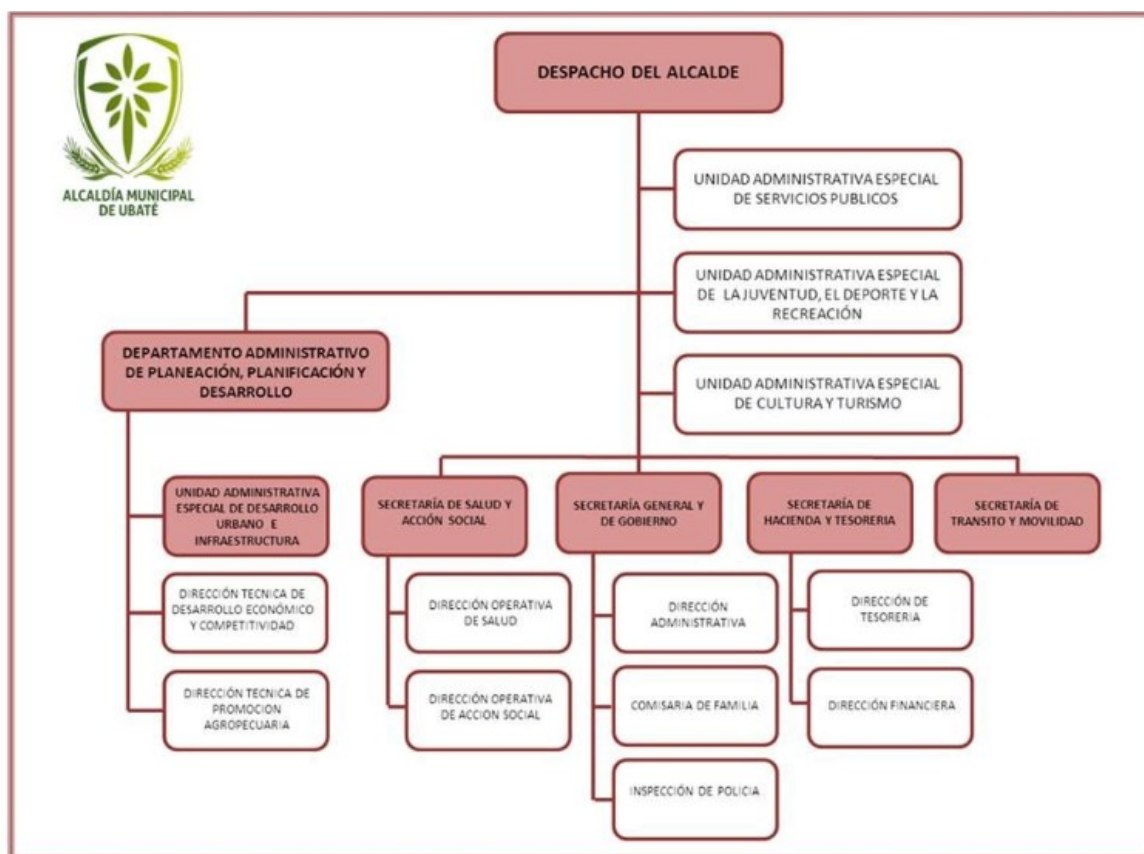 ALCALDÍA MUNICIPAL
DE UBATÉ
DESPACHO DEL ALCALDE
UNIDAD ADMINISTRATIVA ESPECIAL
DE SERVICIOS PUBLICOS
UNIDAD ADMINISTRATIVA ESPECIAL
DE LA JUVENTUD, EL DEPORTE Y LA
RECREACIÓN
UNIDAD ADMINISTRATIVA ESPECIAL
DE CULTURA Y TURISMO
DEPARTAMENTO ADMINISTRATIVO
DE PLANEACIÓN, PLANIFICACIÓN Y
DESARROLLO
UNIDAD ADMINISTRATIVA
ESPECIAL DE DESARROLLO
URBANO E
INFRAESTRUCTURA
DIRECCIÓN TECNICA DE
DESARROLLO ECONÓMICO
Y COMPETITIVIDAD
DIRECCIÓN TECNICA DE
PROMOCION
AGROPECUARIA
SECRETARÍA DE SALUD Y
ACCIÓN SOCIAL
DIRECCIÓN OPERATIVA
DE SALUD
DIRECCIÓN OPERATIVA
DE ACCION SOCIAL
SECRETARÍA GENERAL Y
DE GOBIERNO
DIRECCIÓN
ADMINISTRATIVA
COMISARIA DE FAMILIA
INSPECCIÓN DE POLICIA
SECRETARÍA DE
HACIENDA Y TESORERIA
DIRECCIÓN DE
TESORERIA
DIRECCIÓN FINANCIERA
SECRETARÍA DE
TRANSITO Y MOVILIDAD